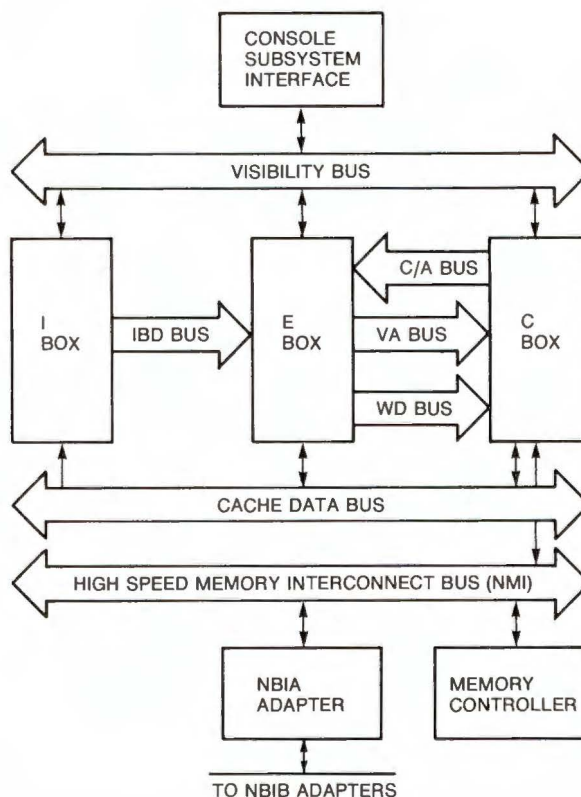 CONSOLE
SUBSYSTEM
INTERFACE
VISIBILITY BUS
I
BOX
IBD BUS
E
BOX
C/A BUS
VA BUS
WD BUS
C
BOX
CACHE DATA BUS
HIGH SPEED MEMORY INTERCONNECT BUS (NMI)
NBIA
ADAPTER
MEMORY
CONTROLLER
TO NBIB ADAPTERS